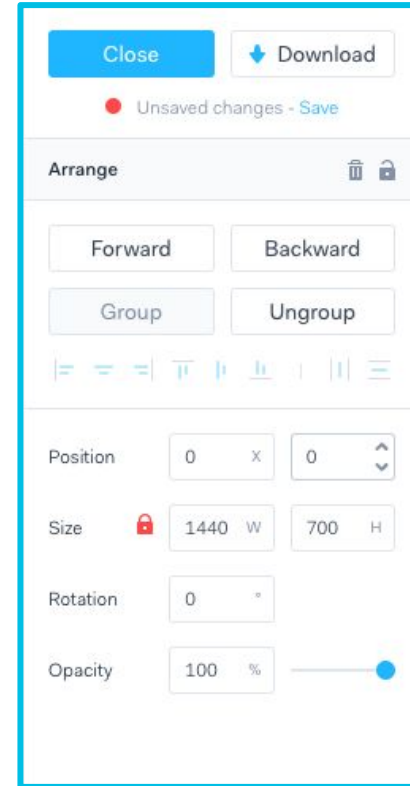 Close Download
Unsaved changes - Save
Arrange
Forward Backward
Group Ungroup
Position 0 X 0
Size 1440 W 700 H
Rotation 0 °
Opacity 100 %